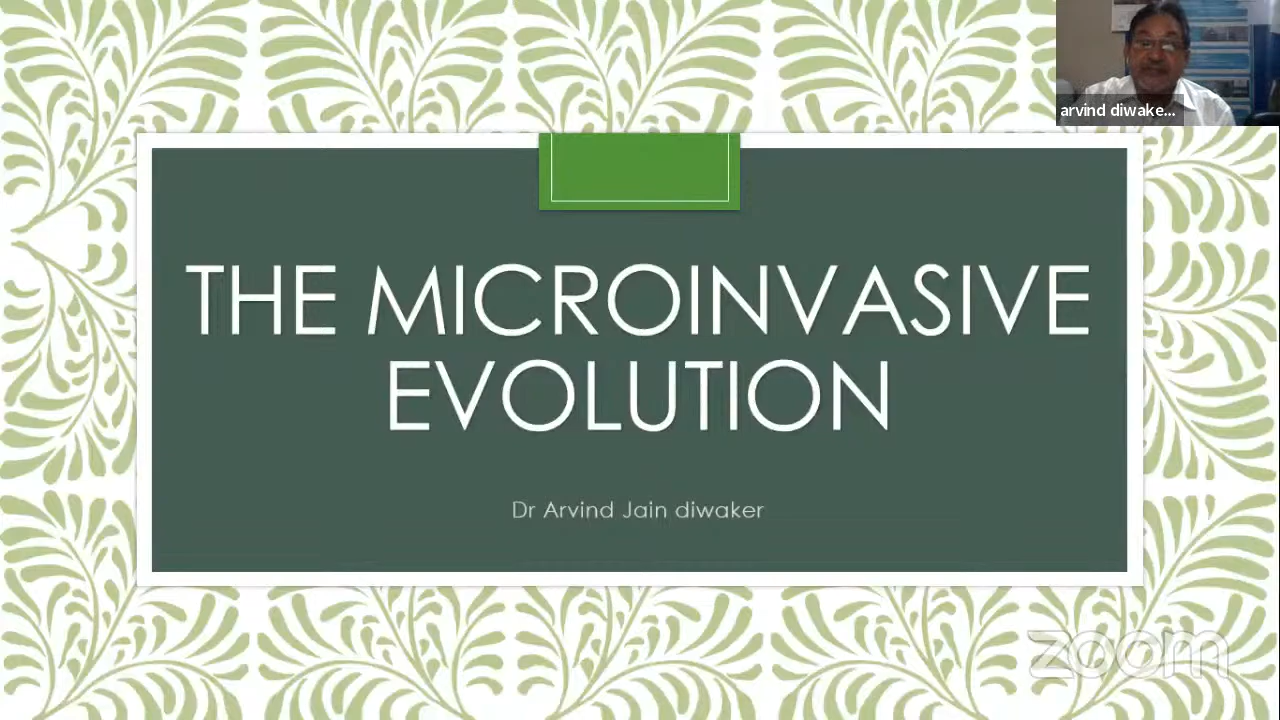 arvind diwake...
THE MICROINVASIVE
EVOLUTION
Dr Arvind Jain diwaker
zoom